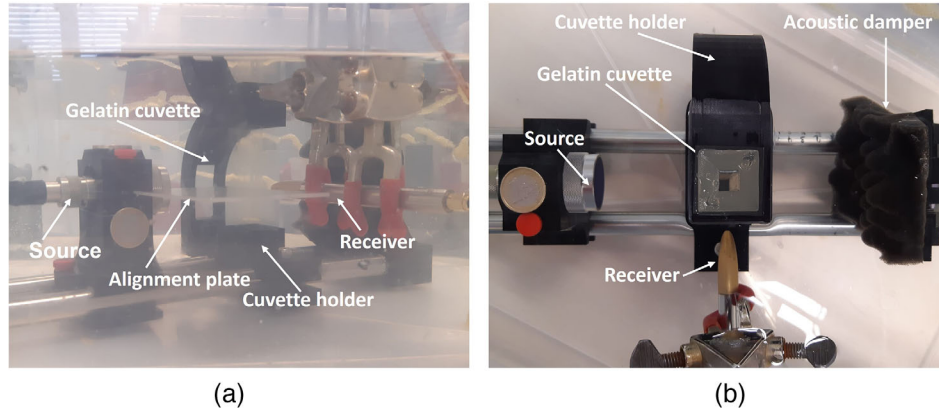 Gelatin cuvette
Source
Alignment plate
Cuvette holder
Receiver
Cuvette holder
Acoustic damper
Gelatin cuvette
Source
Receiver
(a)
(b)